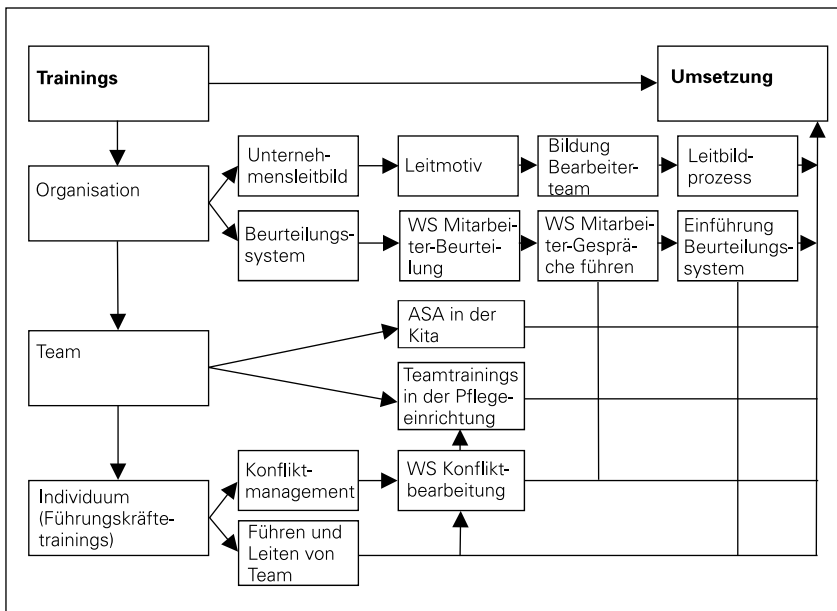 Trainings
Umsetzung
Organisation
Unterneh-
mensleitbild
Leitmotiv
Bildung
Bearbeiter-
team
Leitbild-
prozess
Beurteilungs-
system
WS Mitarbei-
ter-Beurtei-
lung
WS Mitarbei-
ter-Gesprä-
che führen
Einführung
Beurteilungs-
system
Team
ASA in der
Kita
Teamtrainings
in der Pflege-
einrichtung
Individuum
(Führungskräfte-
trainings)
Konflikt-
management
WS Konflikt-
bearbeitung
Führen und
Leiten von
Team